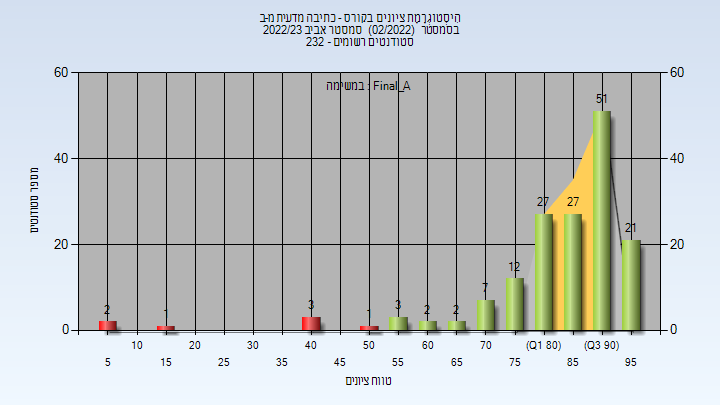 היסטוגרמת ציונים בקורס - כתיבה מדעית מ-ב
בסמסטר (02/2022) סמסטר אביב 2022/23
סטודנטים רשומים - 232
במשימה : Final_A
60
40
20
0
60
40
20
0
מספר סטודנטים
2
1
3
1
3
2
2
7
12
27
27
51
21
10 20 30 40 50 60 70 (Q1 80) (Q3 90)
5 15 25 35 45 55 65 75 85 95
טווח ציונים